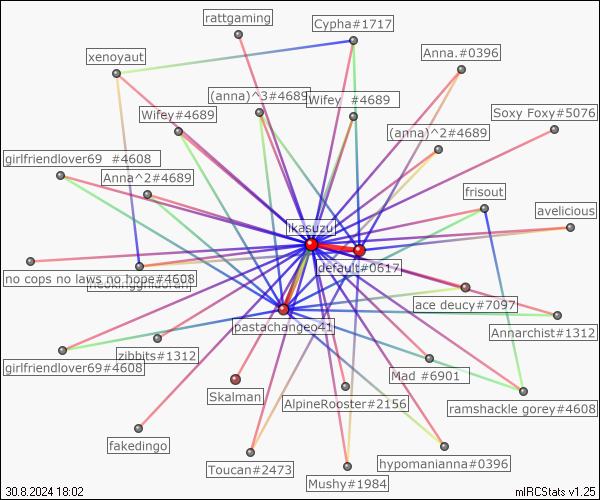 rattgaming
Cypha#1717
xenoyaut
Anna.#0396
(anna)^3#4689
Wifey #4689
Wifey#4689
Soxy Foxy#5076
(anna)^2#4689
girlfriendlover69 #4608
Anna^2#4689
frisout
avelicious
ikasuzu
default#0617
no cops no laws no hope#4608
ace deucy#7097
pastachangeo41
Annarchist#1312
zibbits#1312
girlfriendlover69#4608
Mad #6901
Skalman
AlpineRooster#2156
ramshackle gorey#4608
fakedingo
Toucan#2473
hypomanianna#0396
Mushy#1984
30.8.2024 18:02
mIRCStats v1.25